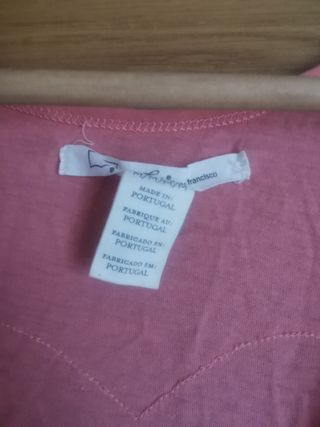 francisco
MADE IN:
PORTUGAL
FABRIQUE AU:
PORTUGAL
FABRICADO EN:
PORTUGAL
FABRICADO EM:
PORTUGAL